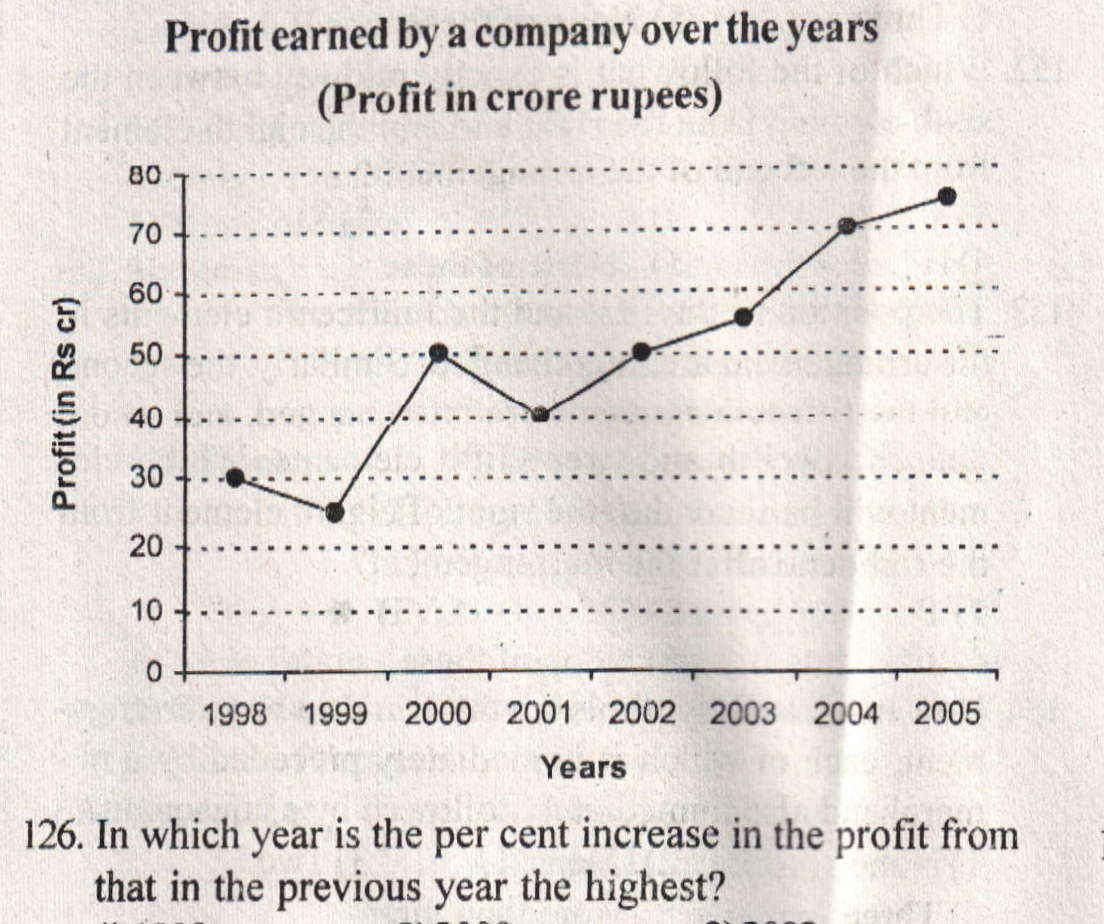 Profit earned by a company over the years
(Profit in crore rupees)
80
70
60
50
40
30
20
10
0
Profit (in Rs cr)
1998 1999 2000 2001 2002 2003 2004 2005
Years
126. In which year is the per cent increase in the profit from
that in the previous year the highest?